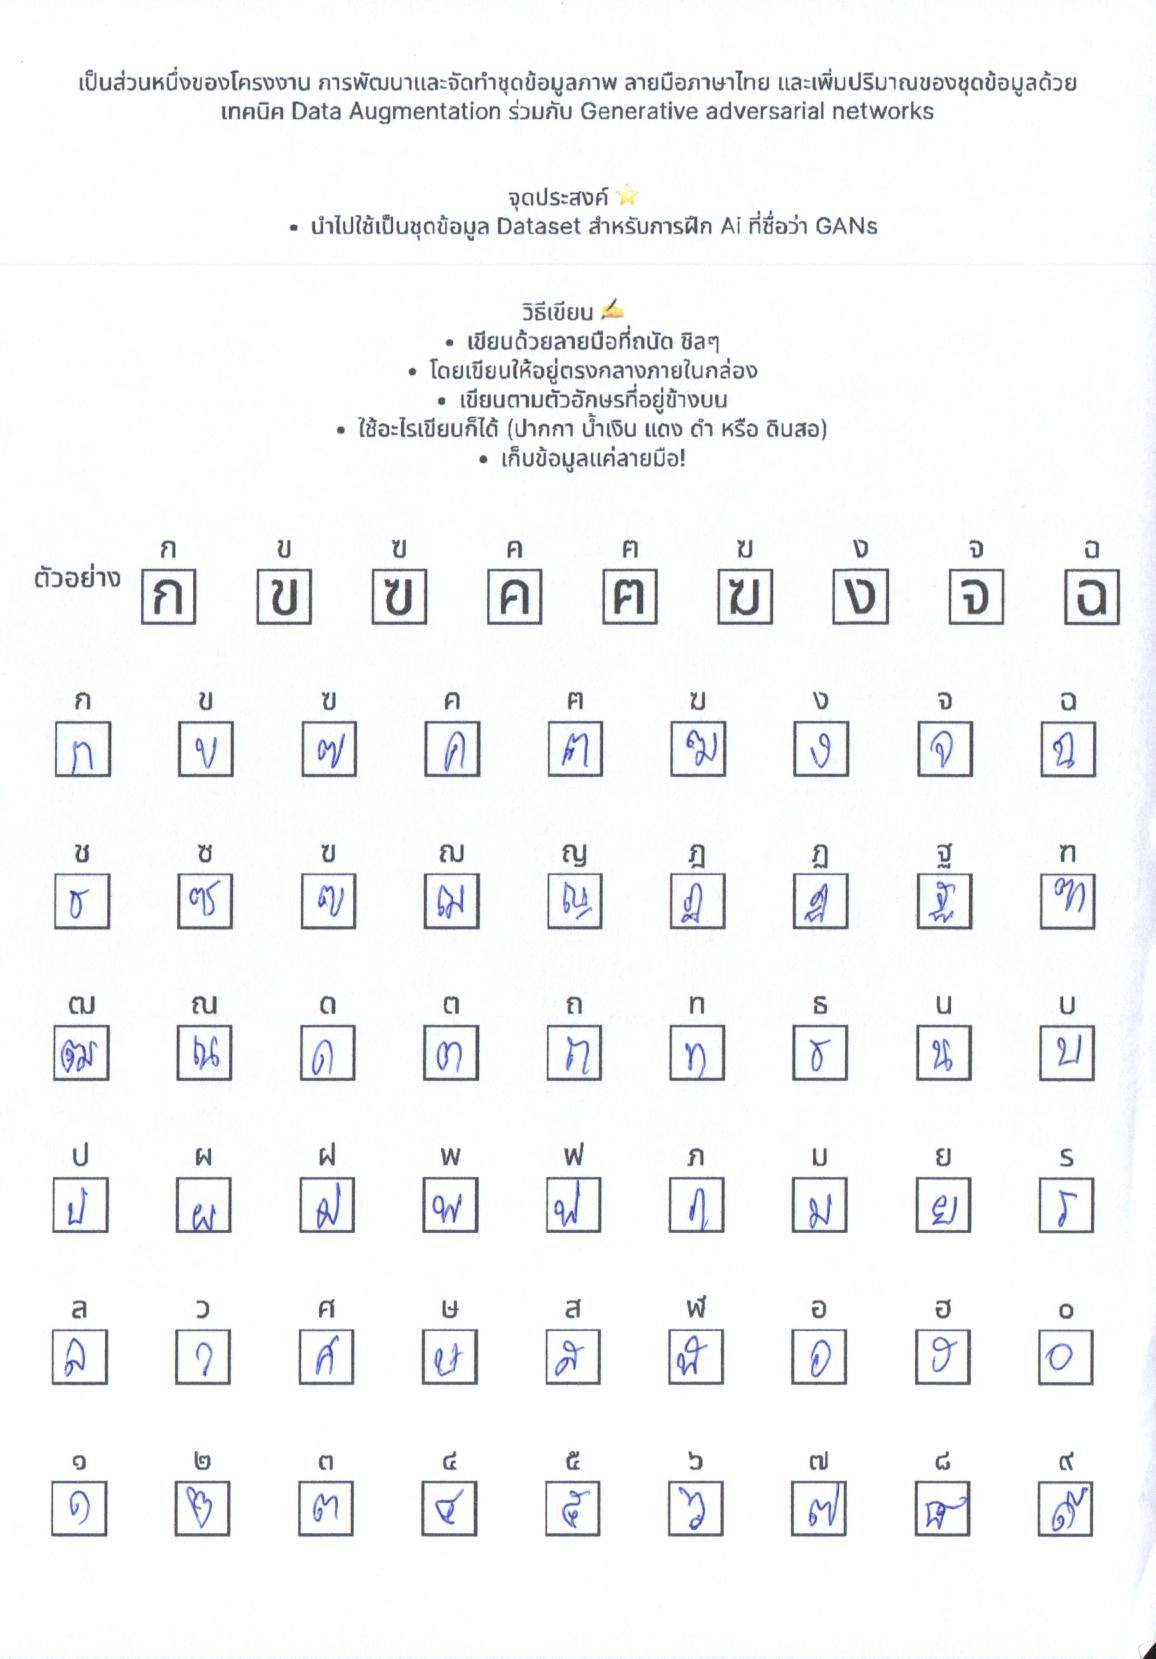 เป็นส่วนหนึ่งของโครงงาน การพัฒนาและจัดทำชุดข้อมูลภาพ ลายมือภาษาไทย และเพิ่มปริมาณของชุดข้อมูลด้วย
เทคนิค Data Augmentation ร่วมกับ Generative adversarial networks
จุดประสงค์ ⭐
• นำไปใช้เป็นชุดข้อมูล Dataset สำหรับการฝึก Ai ที่ชื่อว่า GANs
วิธีเขียน ✍️
• เขียนด้วยลายมือที่ถนัด ชิลๆ
• โดยเขียนให้อยู่ตรงกลางภายในกล่อง
• เขียนตามตัวอักษรที่อยู่ข้างบน
• ใช้อะไรเขียนก็ได้ (ปากกา น้ำเงิน แดง ดำ หรือ ดินสอ)
• เก็บข้อมูลแค่ลายมือ!
ก ข ฃ ค ฅ ฆ ง จ ฉ
ตัวอย่าง ก ข ฃ ค ฅ ฆ ง จ ฉ
ก ข ฃ ค ฅ ฆ ง จ ฉ
ก ข ฃ ค ฅ ฆ ง จ ฉ
ช ซ ฃ ฌ ญ ฎ ฏ ฐ ฑ
ช ซ ฃ ฌ ญ ฎ ฏ ฐ ฑ
ฒ ณ ด ต ถ ท ธ น บ
ฒ ณ ด ต ถ ท ธ น บ
ป ผ ฝ พ ฟ ภ ม ย ร
ป ผ ฝ พ ฟ ภ ม ย ร
ล ว ศ ษ ส ฬ อ ฮ ๐
ล ว ศ ษ ส ฬ อ ฮ ๐
๑ ๒ ๓ ๔ ๕ ๖ ๗ ๘ ๙
๑ ๒ ๓ ๔ ๕ ๖ ๗ ๘ ๙